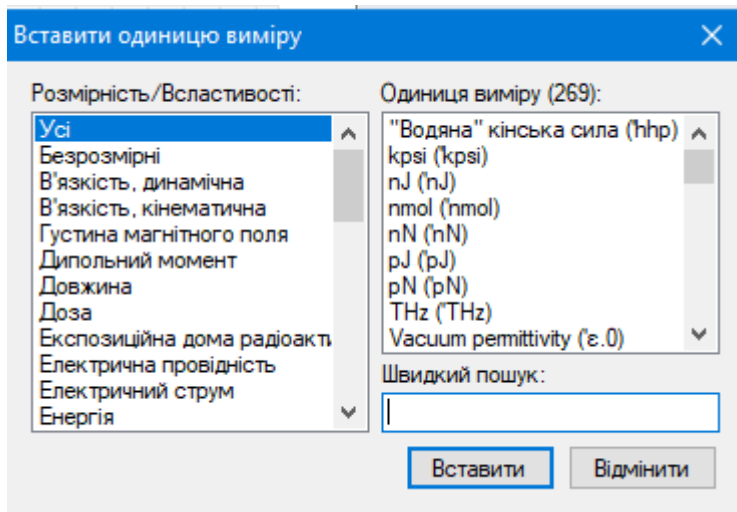 Вставити одиницю виміру
Розмірність/Всластивості:
Усі
Безрозмірні
В'язкість, динамічна
В'язкість, кінематична
Густина магнітного поля
Дипольний момент
Довжина
Доза
Експозиційна дома радіоакти
Електрична провідність
Електричний струм
Енергія
Одиниця виміру (269):
"Водяна" кінська сила ('hhp)
kpsi ('kpsi)
nJ ('nJ)
nmol ('nmol)
nN ('nN)
pJ ('pJ)
pN ('pN)
THz ('THz)
Vacuum permittivity ('ε.0)
Швидкий пошук:
Вставити
Відмінити